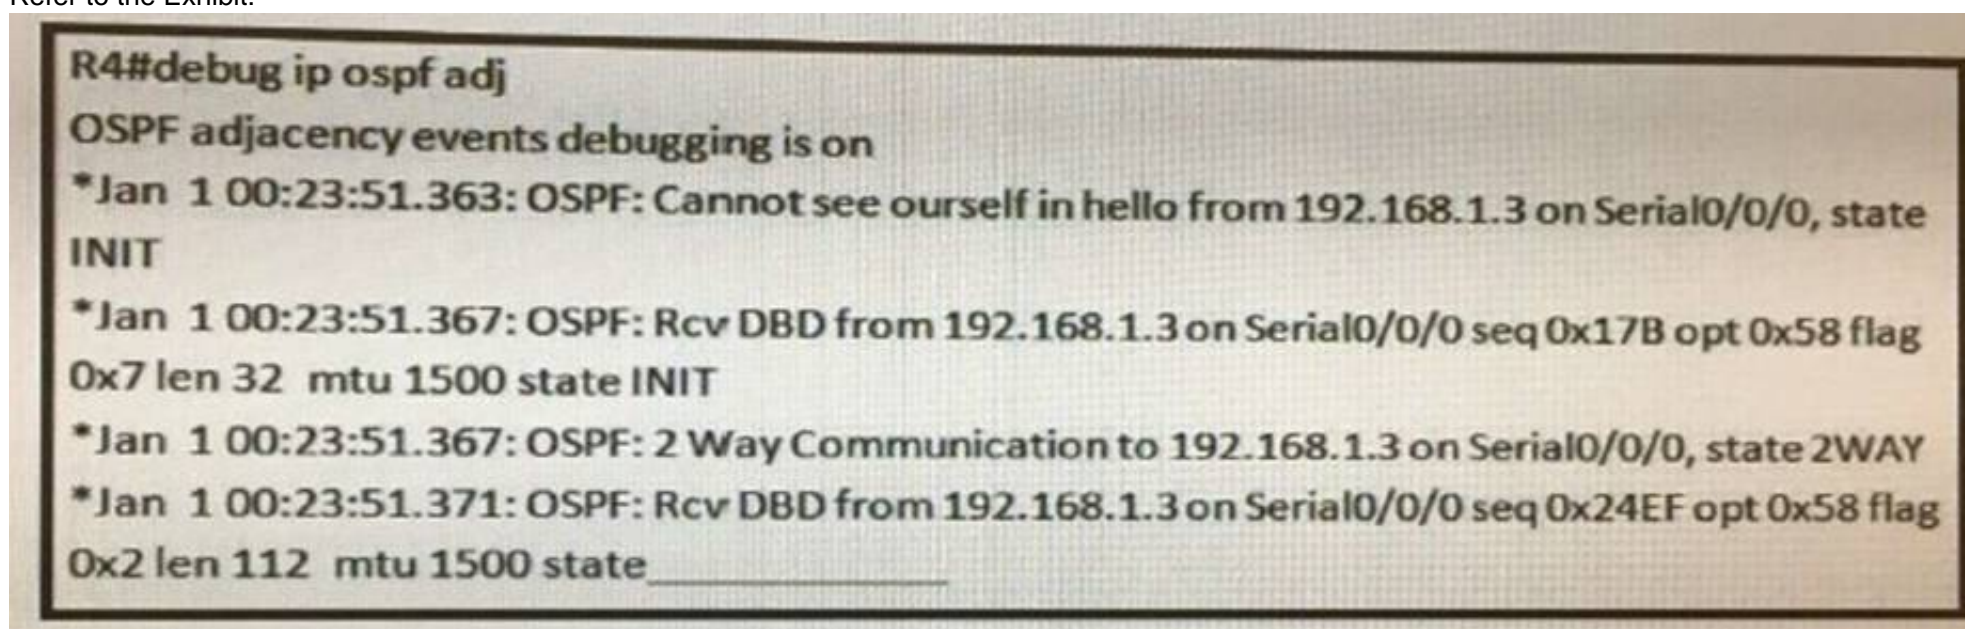 Refer to the Exhibit.
R4#debug ip ospf adj
OSPF adjacency events debugging is on
*Jan 1 00:23:51.363: OSPF: Cannot see ourself in hello from 192.168.1.3 on Serial0/0/0, state
INIT
*Jan 1 00:23:51.367: OSPF: Rcv DBD from 192.168.1.3 on Serial0/0/0 seq 0x17B opt 0x58 flag
0x7 len 32 mtu 1500 state INIT
*Jan 1 00:23:51.367: OSPF: 2 Way Communication to 192.168.1.3 on Serial0/0/0, state 2WAY
*Jan 1 00:23:51.371: OSPF: Rcv DBD from 192.168.1.3 on Serial0/0/0 seq 0x24EF opt 0x58 flag
0x2 len 112 mtu 1500 state_______________